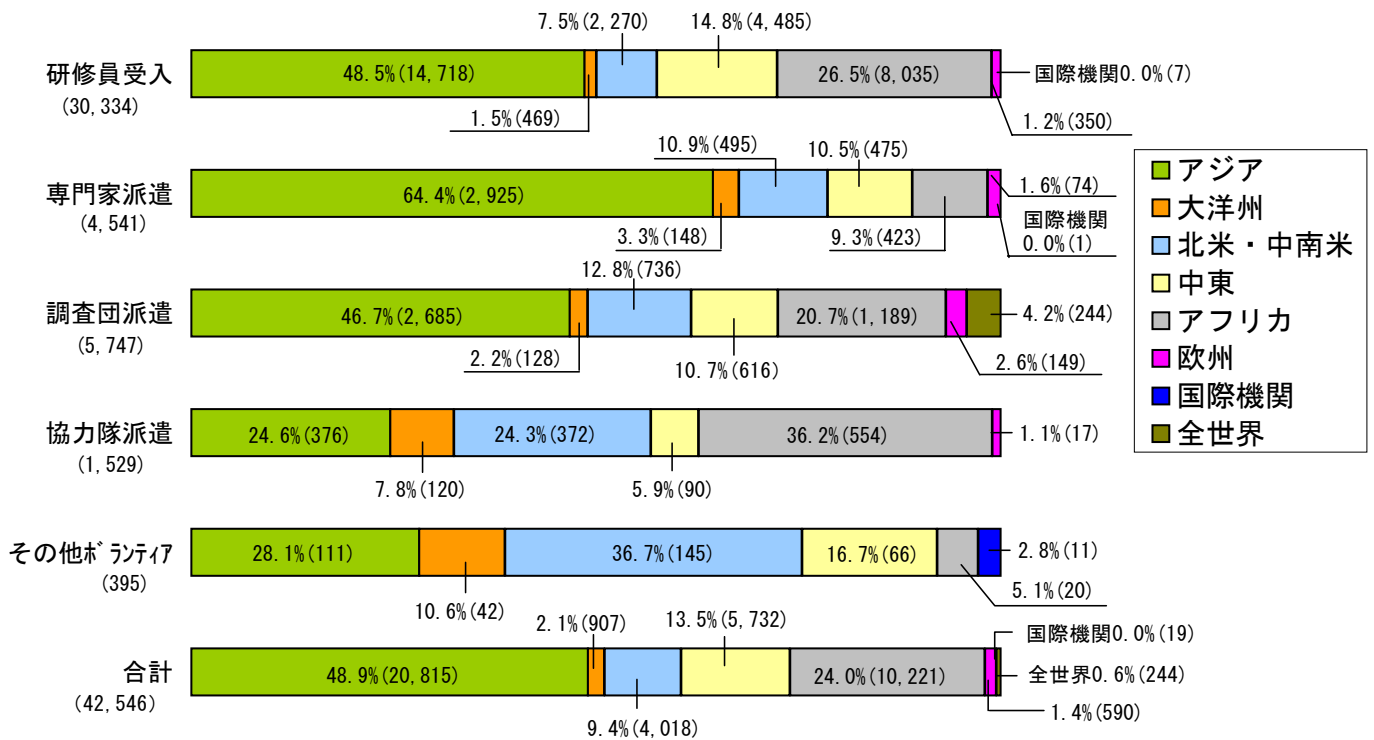 7.5%(2,270)
14.8%(4,485)
研修員受入
(30,334)
48.5%(14,718)
26.5%(8,035)
国際機関0.0%(7)
1.5%(469)
1.2%(350)
10.9%(495)
10.5%(475)
専門家派遣
(4,541)
64.4%(2,925)
1.6%(74)
3.3%(148)
9.3%(423)
国際機関
0.0%(1)
12.8%(736)
調査団派遣
(5,747)
46.7%(2,685)
20.7%(1,189)
4.2%(244)
2.2%(128)
10.7%(616)
2.6%(149)
協力隊派遣
(1,529)
24.6%(376)
24.3%(372)
36.2%(554)
1.1%(17)
7.8%(120)
5.9%(90)
その他ﾎﾞランティア
(395)
28.1%(111)
36.7%(145)
16.7%(66)
2.8%(11)
10.6%(42)
5.1%(20)
2.1%(907)
13.5%(5,732)
合計
(42,546)
48.9%(20,815)
24.0%(10,221)
国際機関0.0%(19)
全世界0.6%(244)
9.4%(4,018)
1.4%(590)
アジア
大洋州
北米・中南米
中東
アフリカ
欧州
国際機関
全世界